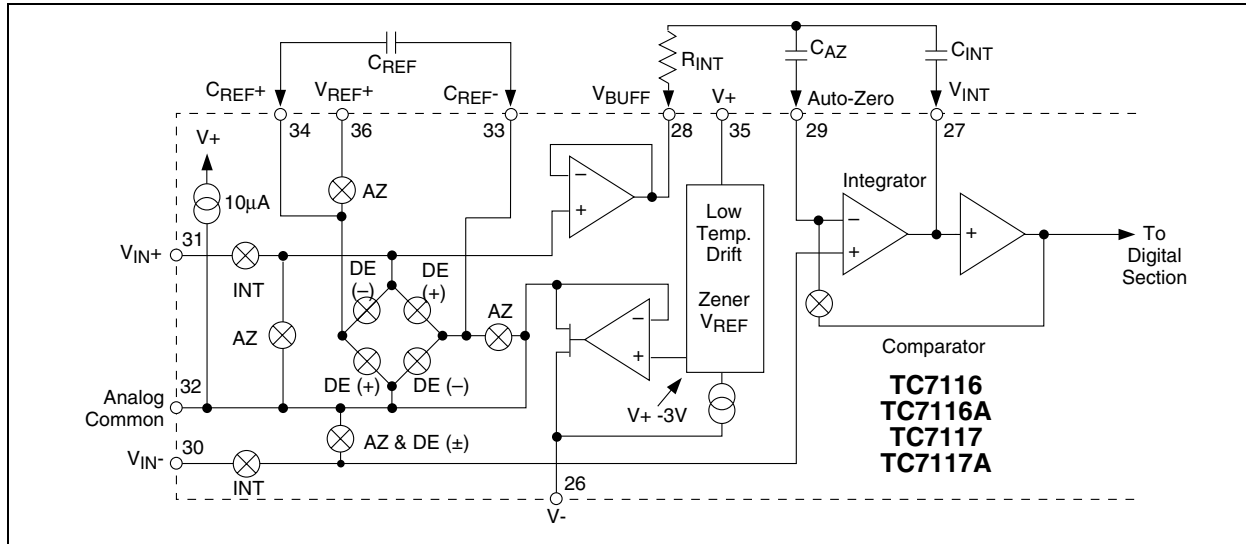 C_REF
R_INT
C_AZ
C_INT
C_REF+
V_REF+
C_REF-
V_BUFF
V+
Auto-Zero
V_INT
34
36
33
28
35
29
27
V+
10μA
AZ
–
+
Low
Temp.
Drift
Zener
V_REF
Integrator
–
+
+
To
Digital
Section
31
V_IN+
INT
DE
(–)
DE
(+)
AZ
AZ
–
+
DE (+)
DE (–)
V+ -3V
Comparator
32
Analog
Common
AZ & DE (±)
30
V_IN-
INT
26
V-
TC7116
TC7116A
TC7117
TC7117A